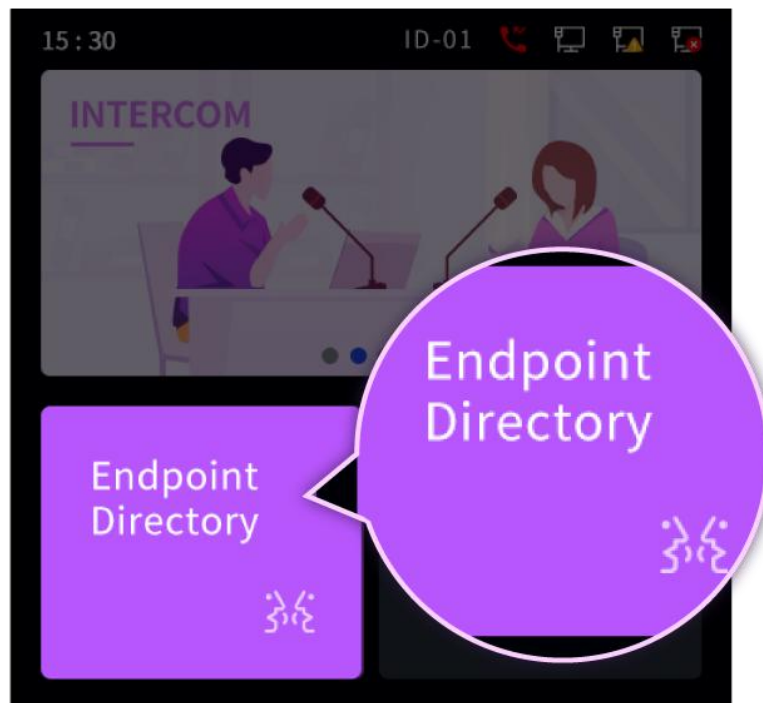 15:30 ID-01
INTERCOM
Endpoint
Directory
Endpoint
Directory